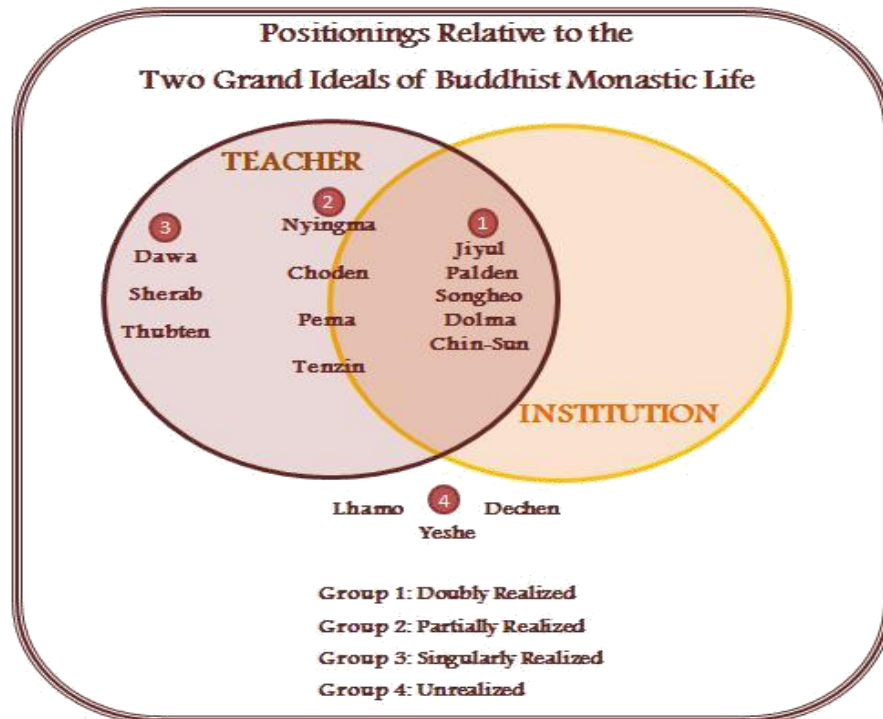 Positionings Relative to the
Two Grand Ideals of Buddhist Monastic Life
TEACHER
3
Dawa
Sherab
Thubten
2
Nyingma
Choden
Pema
Tenzin
1
Jiyul
Palden
Songheo
Dolma
Chin-Sun
INSTITUTION
Lhamo 4 Dechen
Yeshe
Group 1: Doubly Realized
Group 2: Partially Realized
Group 3: Singularly Realized
Group 4: Unrealized